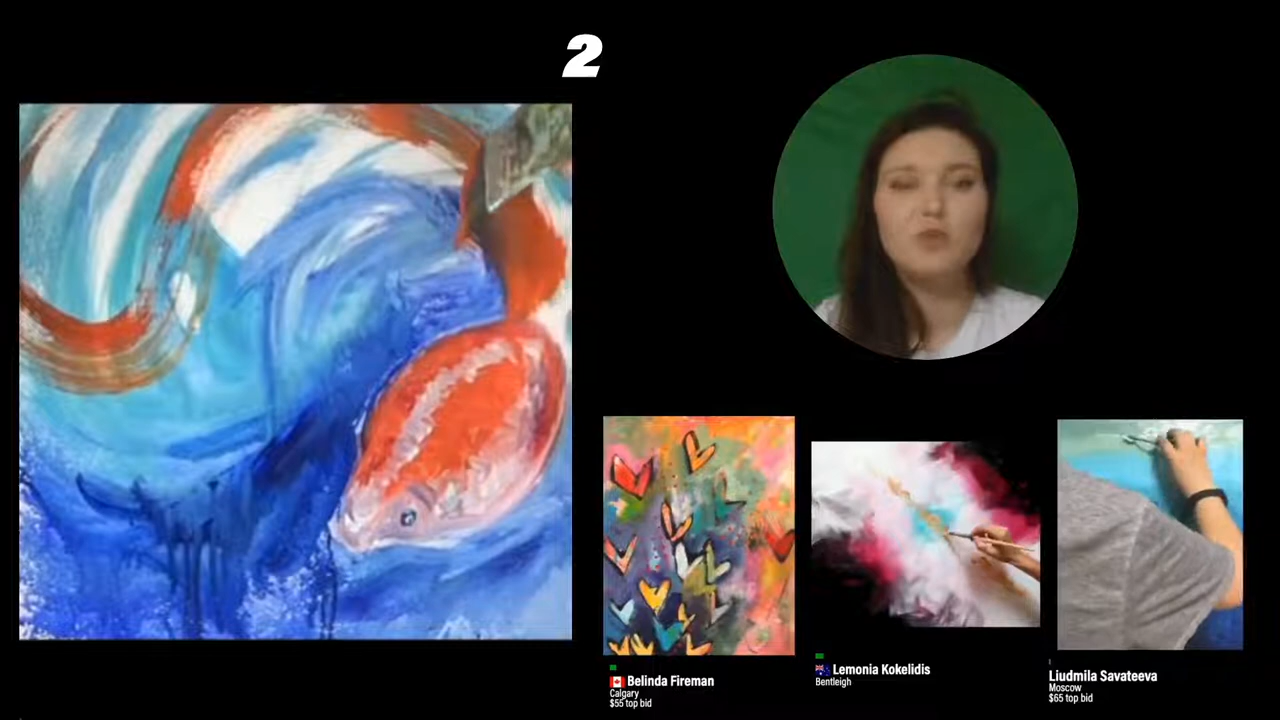 2
Belinda Fireman
Calgary
$55 top bid
Lemonia Kokelidis
Bentleigh
Liudmila Savateeva
Moscow
$65 top bid